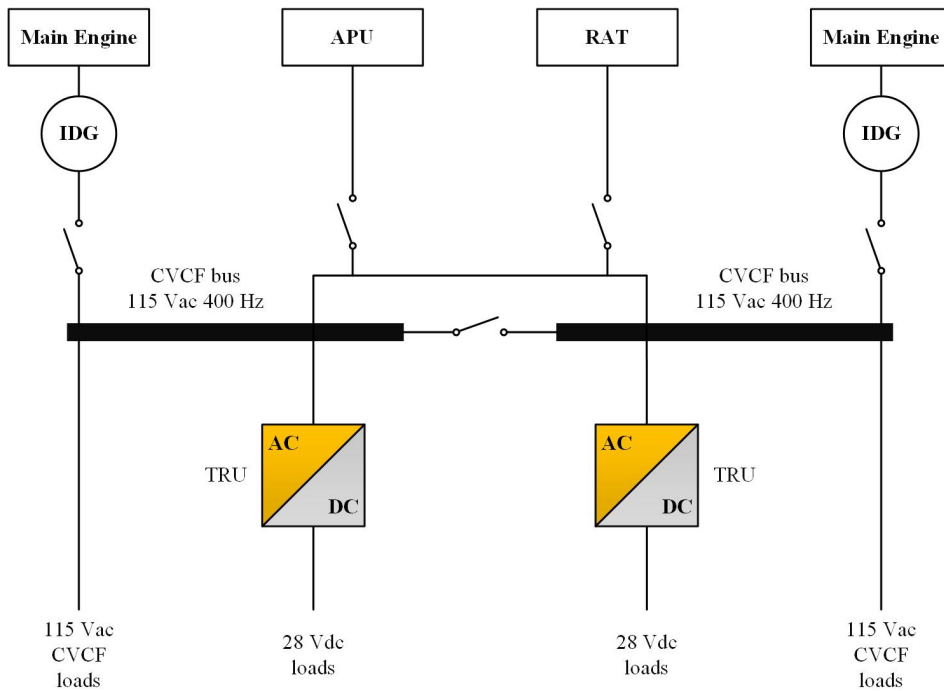 Main Engine
APU
RAT
Main Engine
IDG
IDG
CVCF bus
115 Vac 400 Hz
CVCF bus
115 Vac 400 Hz
AC
DC
TRU
AC
DC
TRU
115 Vac
CVCF
loads
28 Vdc
loads
28 Vdc
loads
115 Vac
CVCF
loads